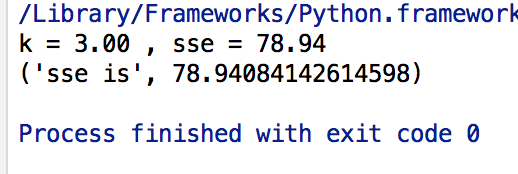 /Library/Frameworks/Python.framework
k = 3.00 , sse = 78.94
('sse is', 78.94084142614598)
Process finished with exit code 0